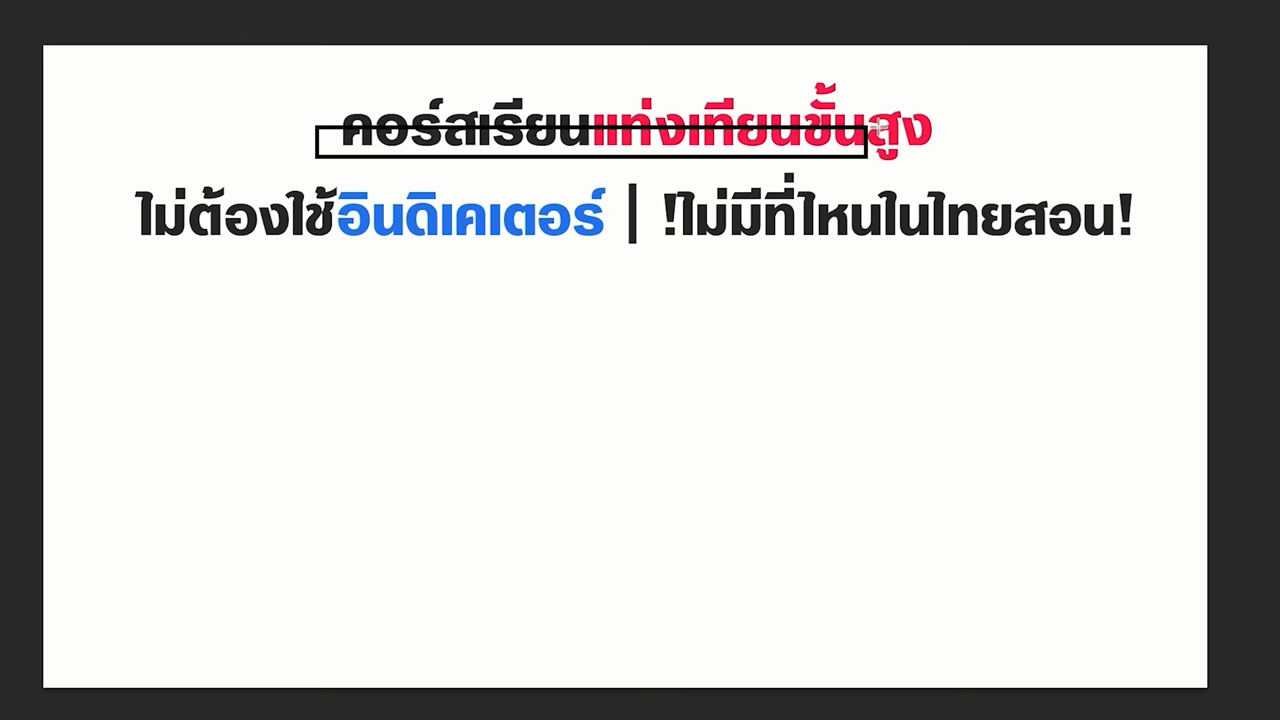 คอร์สเรียนแท่งเทียนขั้นสูง
ไม่ต้องใช้อินดิเคเตอร์ | !ไม่มีที่ไหนในไทยสอน!